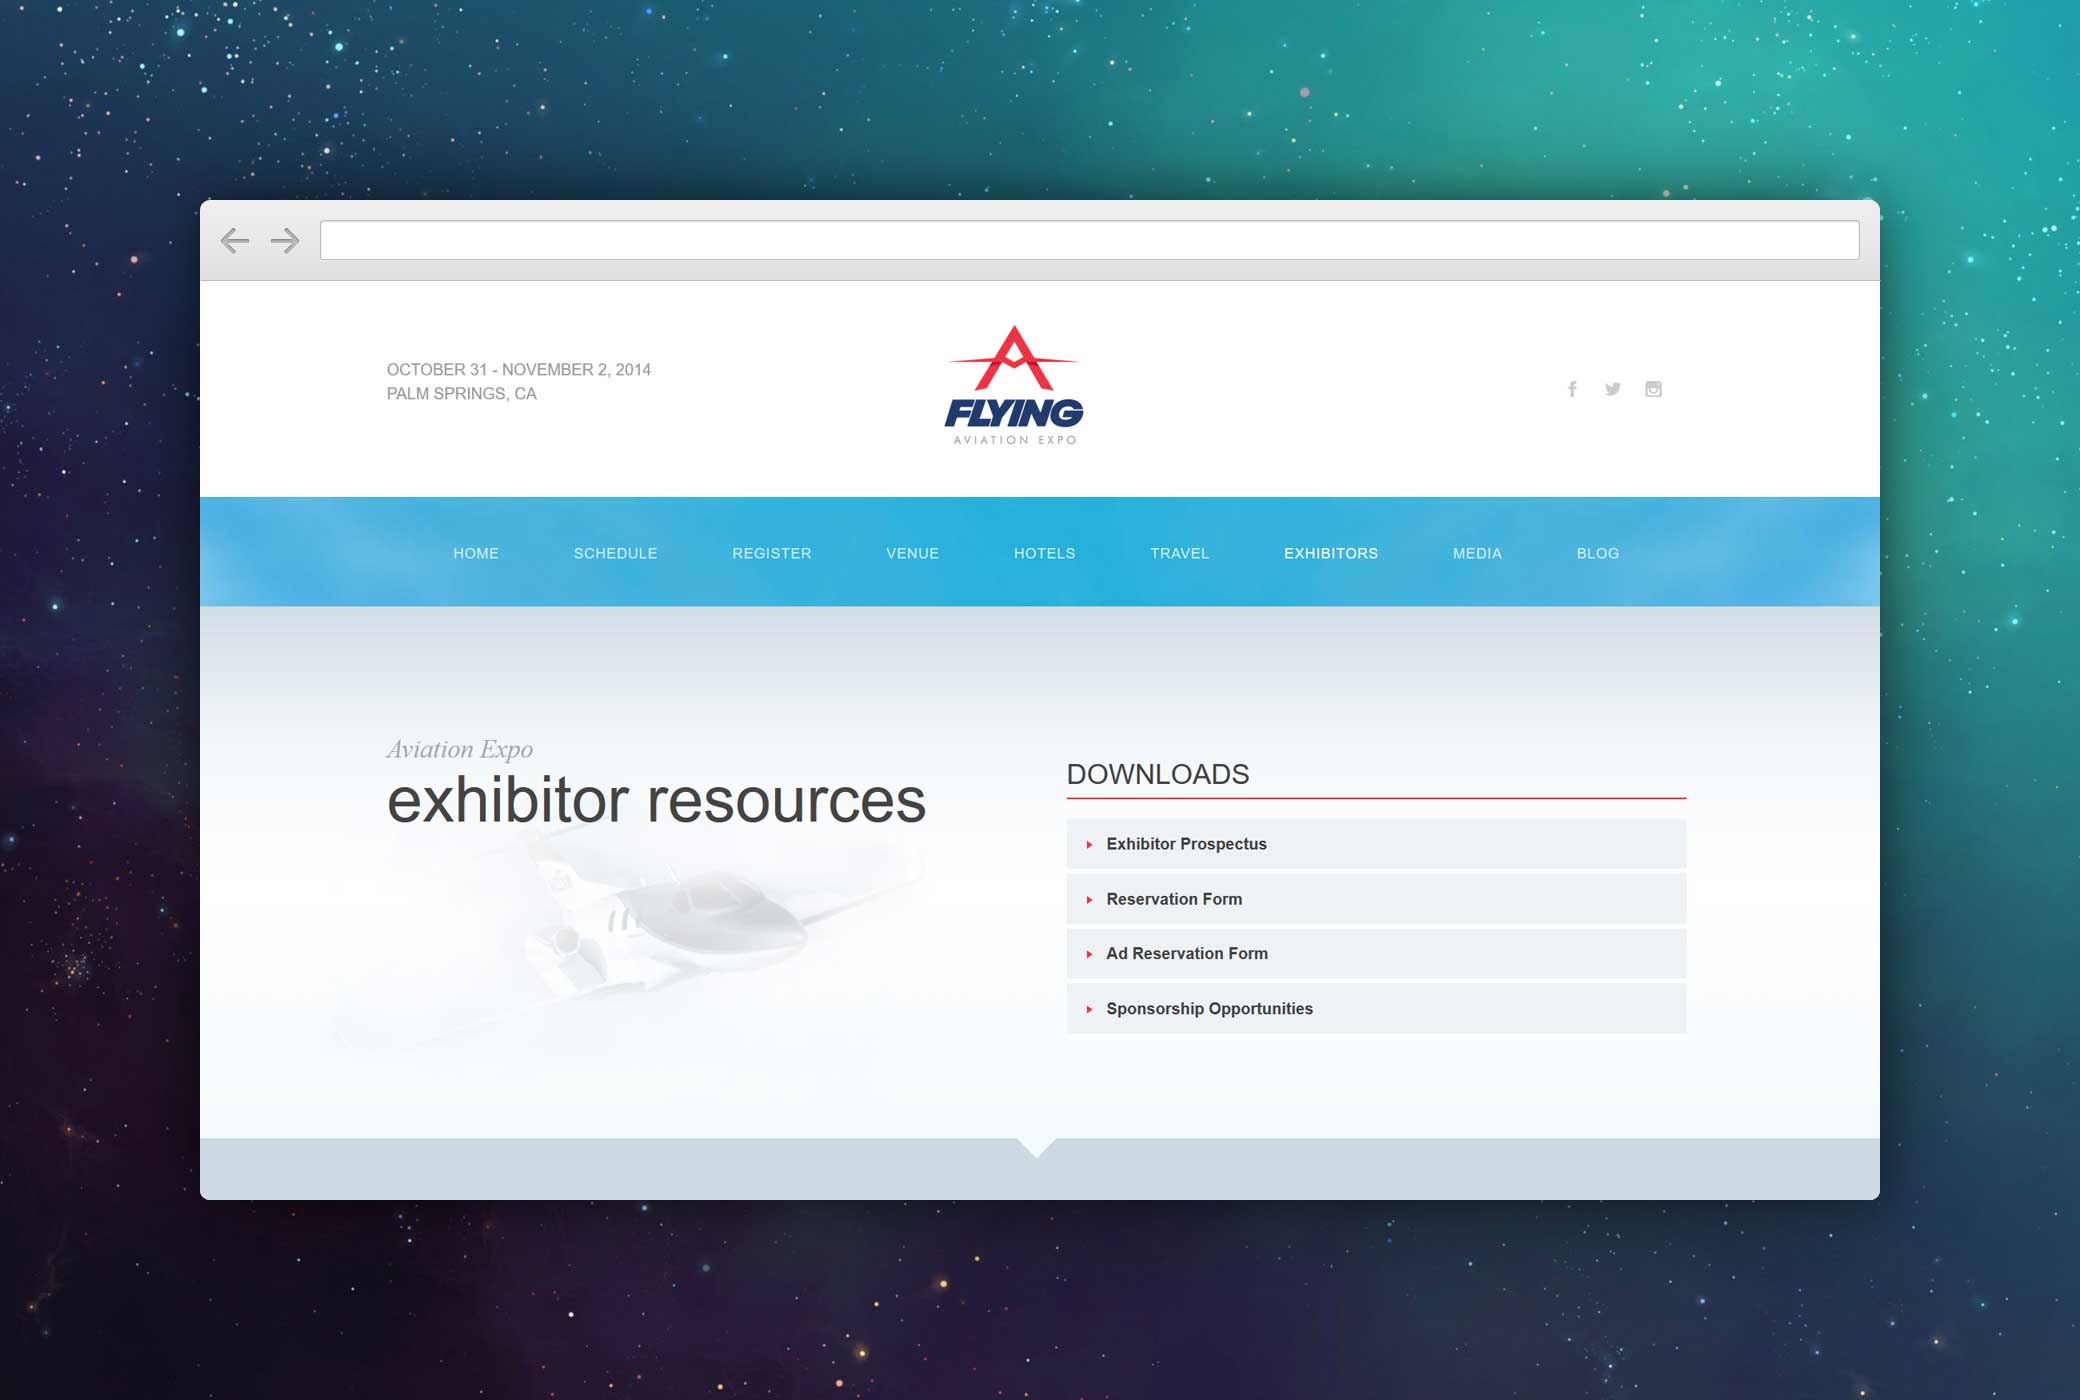 OCTOBER 31 - NOVEMBER 2, 2014
PALM SPRINGS, CA
FLYING
AVIATION EXPO
HOME SCHEDULE REGISTER VENUE HOTELS TRAVEL EXHIBITORS MEDIA BLOG
Aviation Expo
exhibitor resources
DOWNLOADS
Exhibitor Prospectus
Reservation Form
Ad Reservation Form
Sponsorship Opportunities